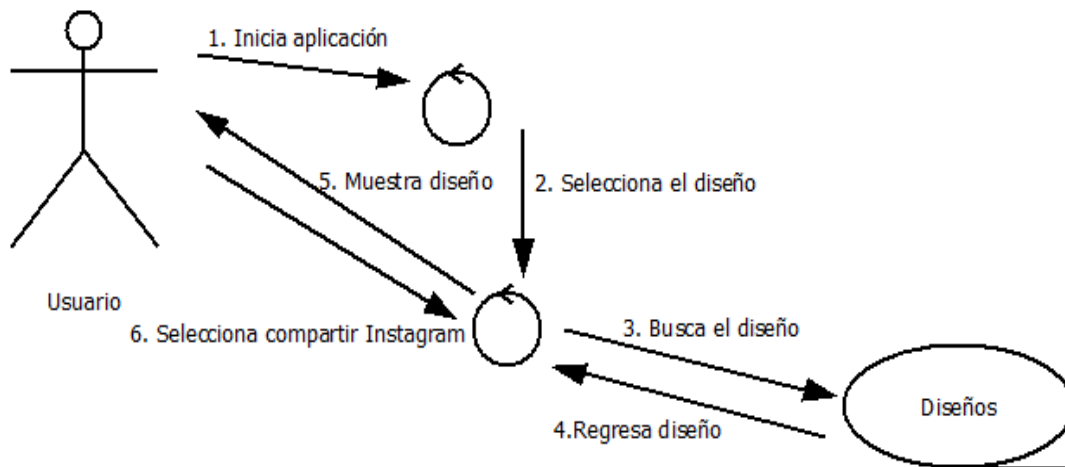 1. Inicia aplicación
5. Muestra diseño
2. Selecciona el diseño
Usuario
6. Selecciona compartir Instagram
3. Busca el diseño
4.Regresa diseño
Diseños